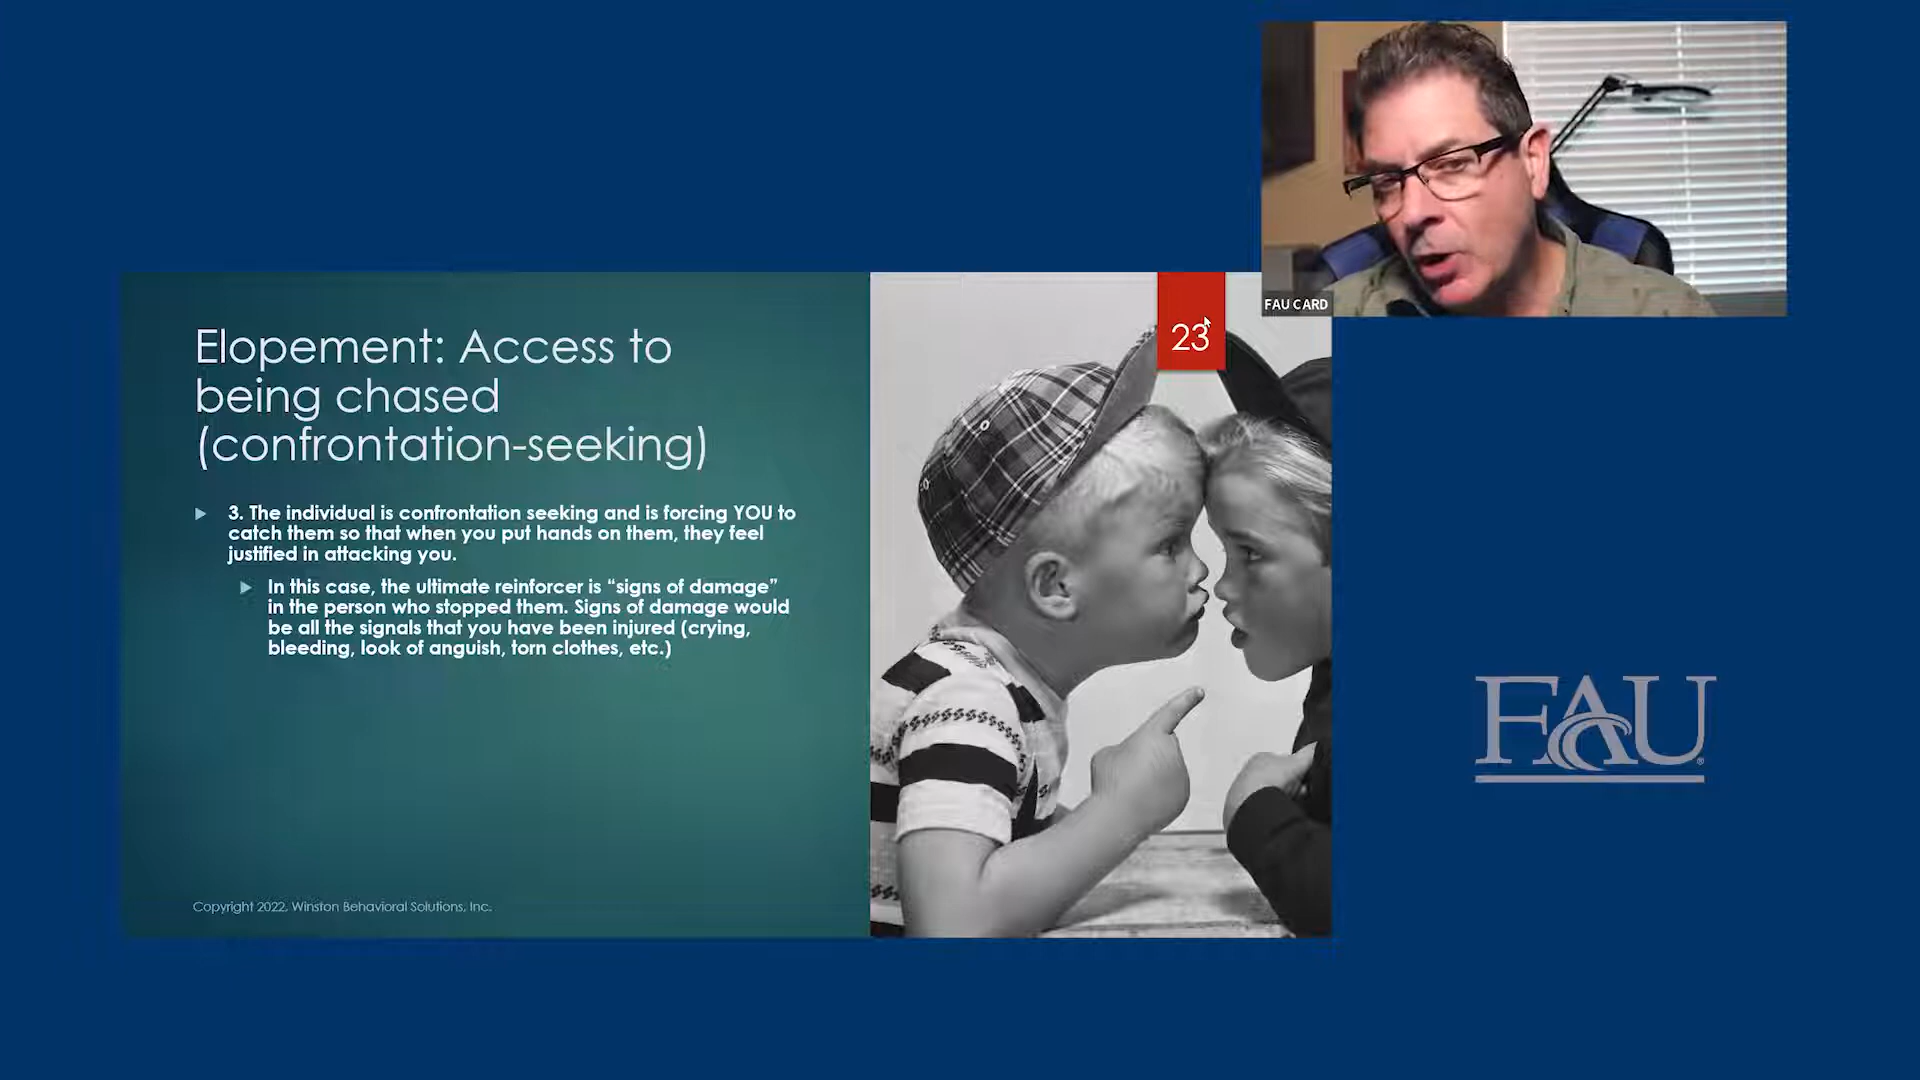 FAU CARD
23
Elopement: Access to
being chased
(confrontation-seeking)
3. The individual is confrontation seeking and is forcing YOU to
catch them so that when you put hands on them, they feel
justified in attacking you.
In this case, the ultimate reinforcer is “signs of damage”
in the person who stopped them. Signs of damage would
be all the signals that you have been injured (crying,
bleeding, look of anguish, torn clothes, etc.)
Copyright 2022, Winston Behavioral Solutions, Inc.
FAU®